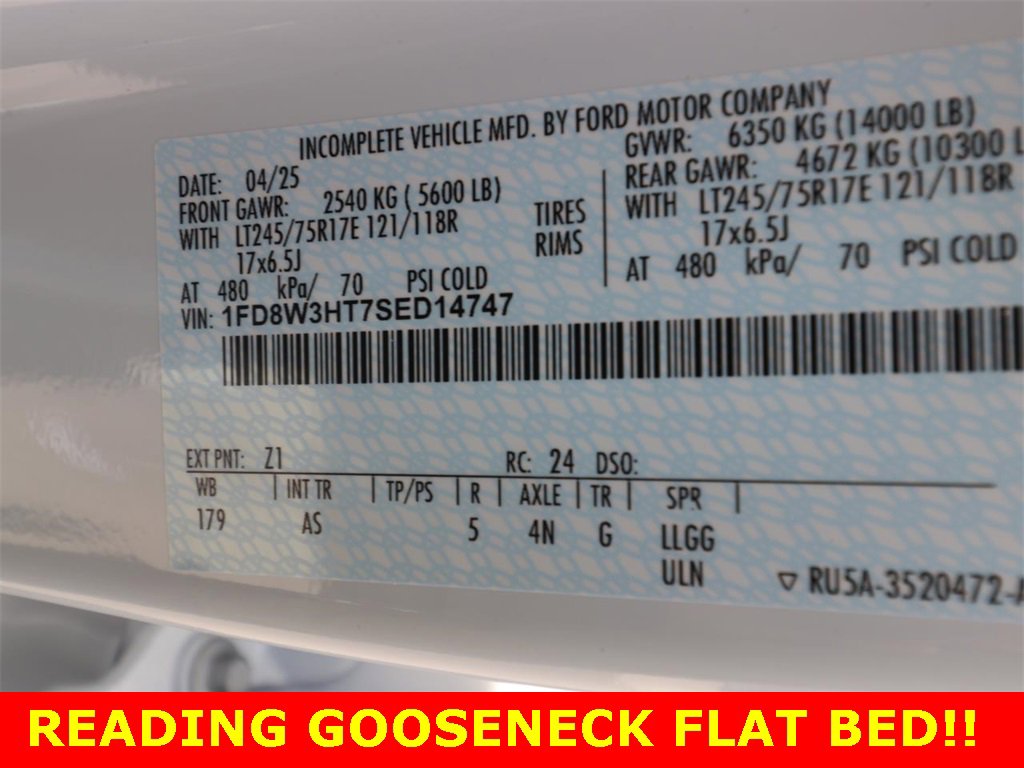 INCOMPLETE VEHICLE MFD. BY FORD MOTOR COMPANY
DATE: 04/25
GVWR: 6350 KG (14000 LB)
FRONT GAWR: 2540 KG ( 5600 LB)
REAR GAWR: 4672 KG (10300 L
WITH LT245/75R17E 121/118R TIRES WITH LT245/75R17E 121/118R
17x6.5J RIMS 17x6.5J
AT 480 kPa/ 70 PSI COLD AT 480 kPa/ 70 PSI COLD
VIN: 1FD8W3HT7SED14747
EXT PNT: Z1 RC: 24 DSO:
WB INT TR TP/PS R AXLE TR SPR
179 AS 5 4N G LLGG
ULN RU5A-3520472-A
READING GOOSENECK FLAT BED!!